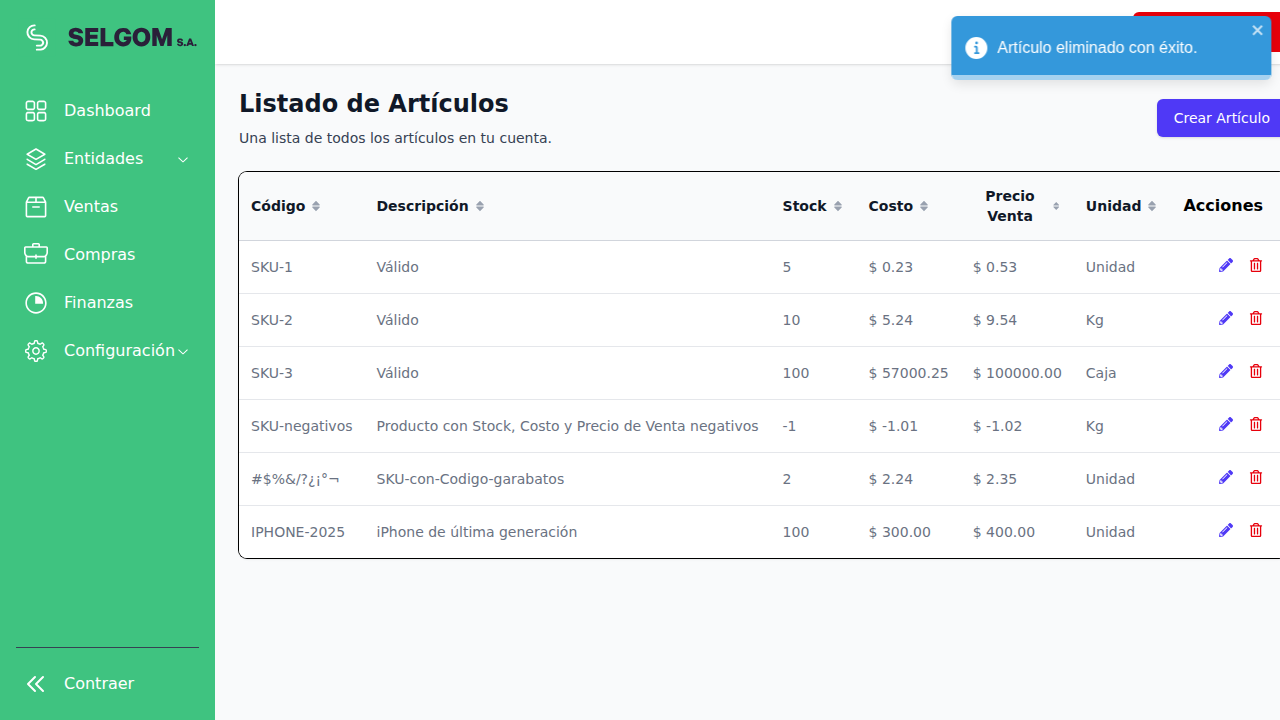 SELGOM S.A.
Dashboard
Entidades
Ventas
Compras
Finanzas
Configuración
Contraer
Artículo eliminado con éxito.
Listado de Artículos
Una lista de todos los artículos en tu cuenta.
Crear Artículo
Código Descripción Stock Costo Precio Venta Unidad Acciones
SKU-1 Válido 5 $ 0.23 $ 0.53 Unidad
SKU-2 Válido 10 $ 5.24 $ 9.54 Kg
SKU-3 Válido 100 $ 57000.25 $ 100000.00 Caja
SKU-negativos Producto con Stock, Costo y Precio de Venta negativos -1 $ -1.01 $ -1.02 Kg
#$%&/?¿¡°¬ SKU-con-Codigo-garabatos 2 $ 2.24 $ 2.35 Unidad
IPHONE-2025 iPhone de última generación 100 $ 300.00 $ 400.00 Unidad